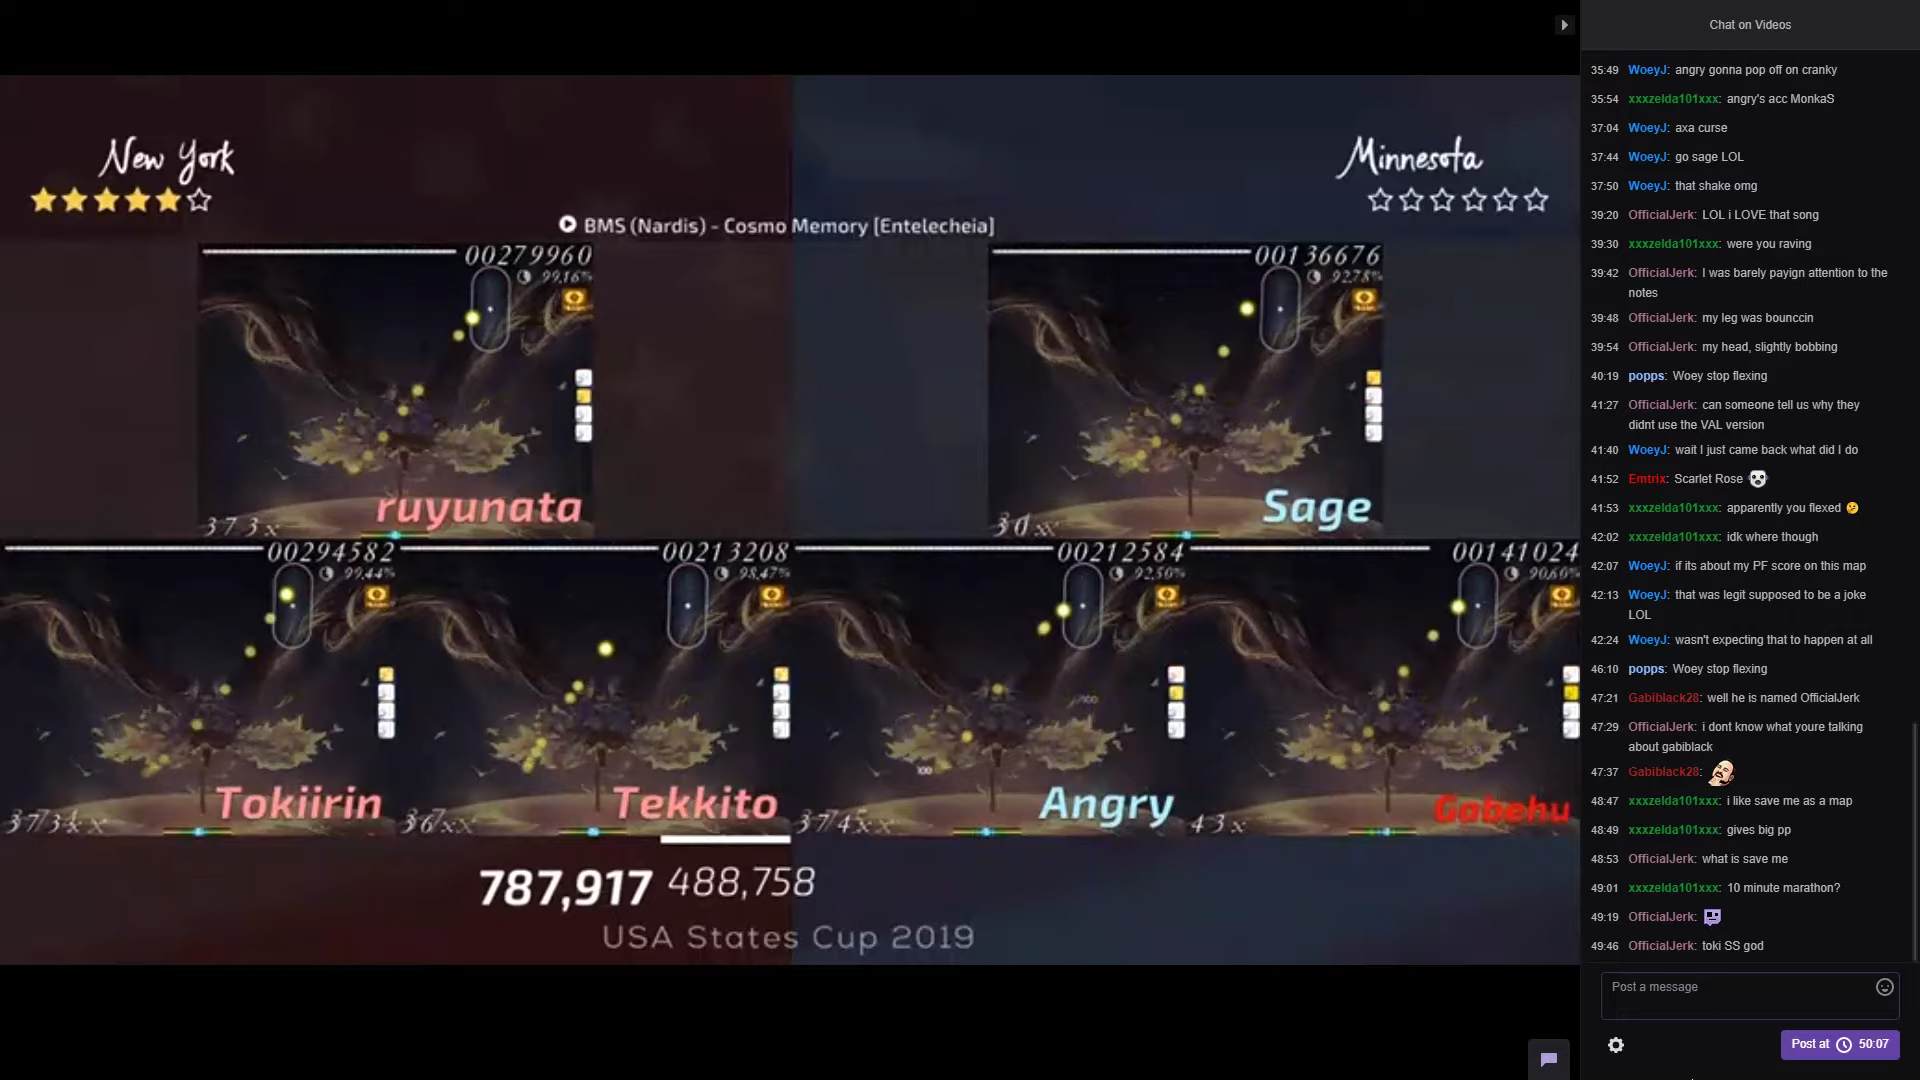 Chat on Videos
New York
Minnesota
BMS (Nardis) - Cosmo Memory [Entelecheia]
00279960
99.16%
00136676
92.78%
373x
ruyunata
Sage
00294582
99.44%
00213208
98.47%
00212584
92.50%
00141024
90.60%
100
Tokiirin
Tekkito
Angry
43x
Gabehu
787,917 488,758
USA States Cup 2019
35:49 WoeyJ: angry gonna pop off on cranky
35:54 xxxzelda101xxx: angry's acc MonkaS
37:04 WoeyJ: axa curse
37:44 WoeyJ: go sage LOL
37:50 WoeyJ: that shake omg
39:20 OfficialJerk: LOL i LOVE that song
39:30 xxxzelda101xxx: were you raving
39:42 OfficialJerk: I was barely payign attention to the
notes
39:48 OfficialJerk: my leg was bounccin
39:54 OfficialJerk: my head, slightly bobbing
40:19 popps: Woey stop flexing
41:27 OfficialJerk: can someone tell us why they
didnt use the VAL version
41:40 WoeyJ: wait I just came back what did I do
41:52 Emtrix: Scarlet Rose
41:53 xxxzelda101xxx: apparently you flexed
42:02 xxxzelda101xxx: idk where though
42:07 WoeyJ: if its about my PF score on this map
42:13 WoeyJ: that was legit supposed to be a joke
LOL
42:24 WoeyJ: wasn't expecting that to happen at all
46:10 popps: Woey stop flexing
47:21 Gabiblack28: well he is named OfficialJerk
47:29 OfficialJerk: i dont know what youre talking
about gabiblack
47:37 Gabiblack28:
48:47 xxxzelda101xxx: i like save me as a map
48:49 xxxzelda101xxx: gives big pp
48:53 OfficialJerk: what is save me
49:01 xxxzelda101xxx: 10 minute marathon?
49:19 OfficialJerk:
49:46 OfficialJerk: toki SS god
Post a message
Post at 50:07